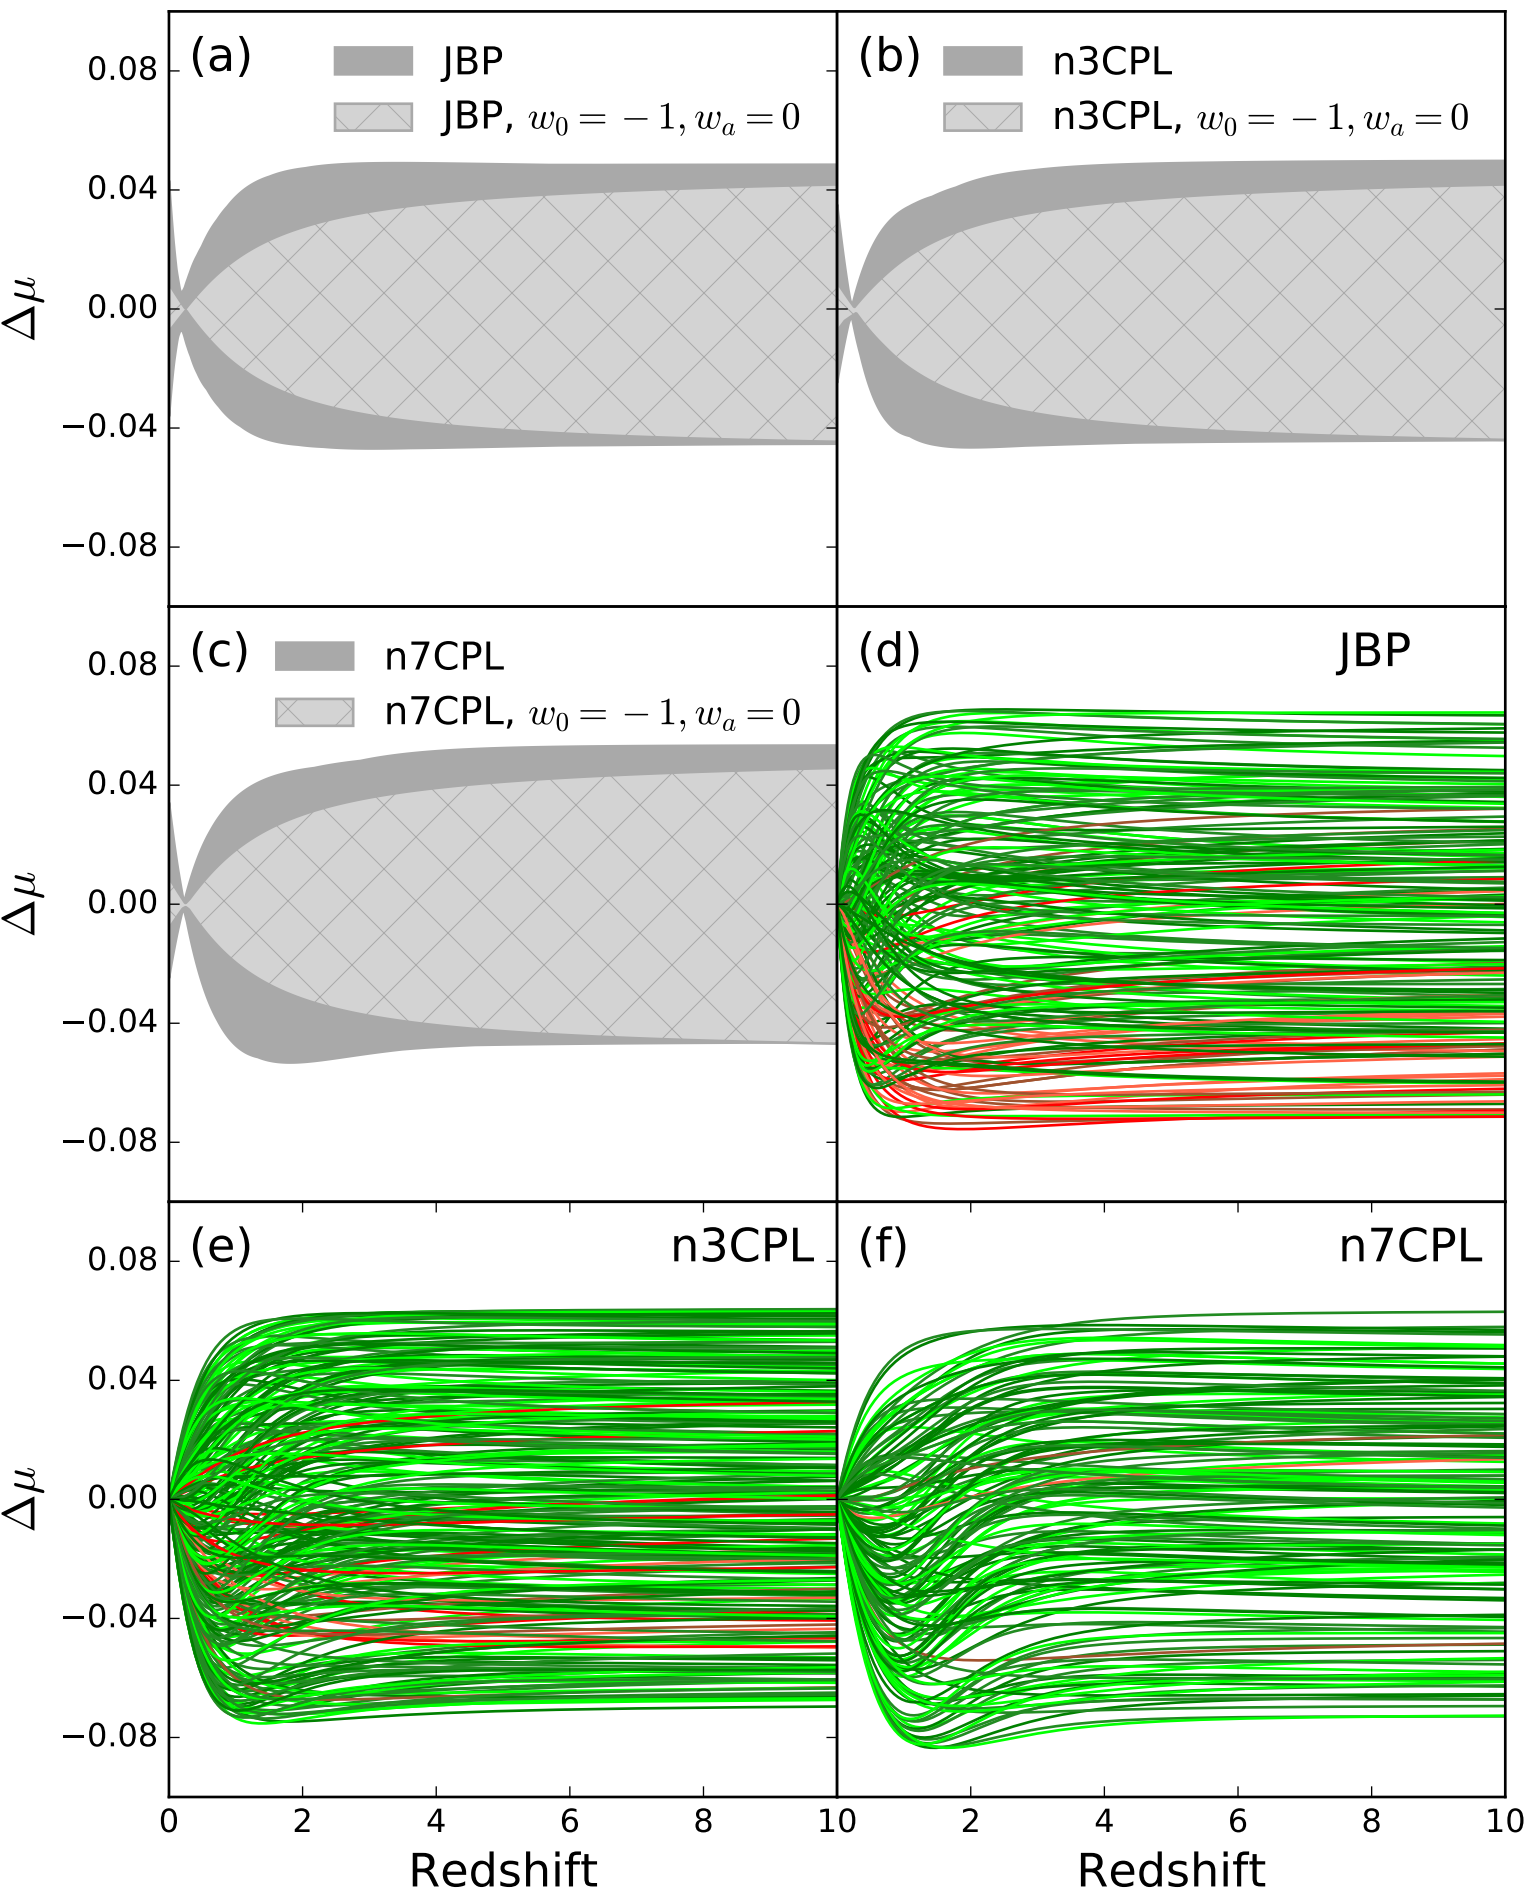 (a) JBP
JBP, w₀ = −1, wₐ = 0
(b) n3CPL
n3CPL, w₀ = −1, wₐ = 0
0.08
0.04
0.00
−0.04
−0.08
Δμ
(c) n7CPL
n7CPL, w₀ = −1, wₐ = 0
(d) JBP
0.08
0.04
0.00
−0.04
−0.08
Δμ
(e) n3CPL
(f) n7CPL
0.08
0.04
0.00
−0.04
−0.08
Δμ
0 2 4 6 8 10
0 2 4 6 8 10
Redshift
Redshift